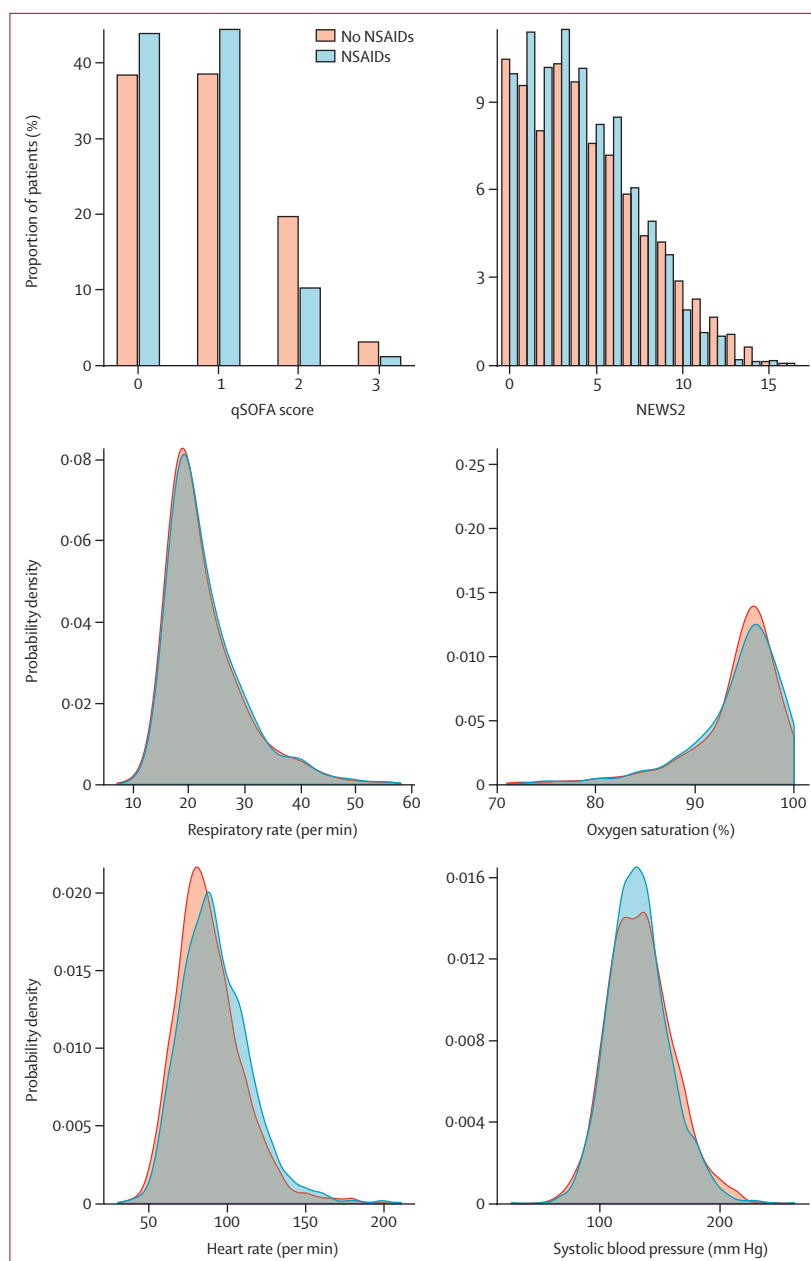 No NSAIDs
NSAIDs
Proportion of patients (%)
40
30
20
10
0
0 1 2 3
qSOFA score
9
6
3
0
0 5 10 15
NEWS2
Probability density
0·08
0·06
0·04
0·02
0
10 20 30 40 50 60
Respiratory rate (per min)
0·25
0·20
0·15
0·010
0·05
0
70 80 90 100
Oxygen saturation (%)
Probability density
0·020
0·015
0·010
0·005
0
50 100 150 200
Heart rate (per min)
0·016
0·012
0·008
0·004
0
100 200
Systolic blood pressure (mm Hg)